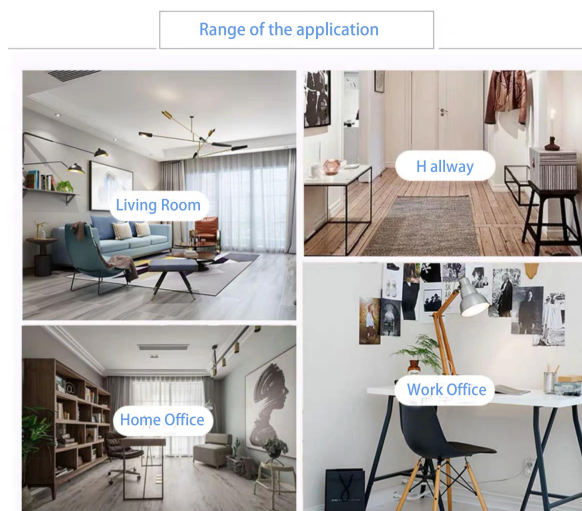 Range of the application
Living Room
H allway
Home Office
Work Office